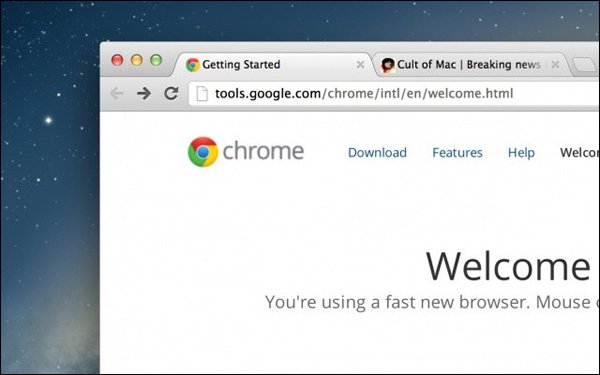 Getting Started
Cult of Mac | Breaking news
tools.google.com/chrome/intl/en/welcome.html
chrome Download Features Help Welco
Welcome
You're using a fast new browser. Mouse